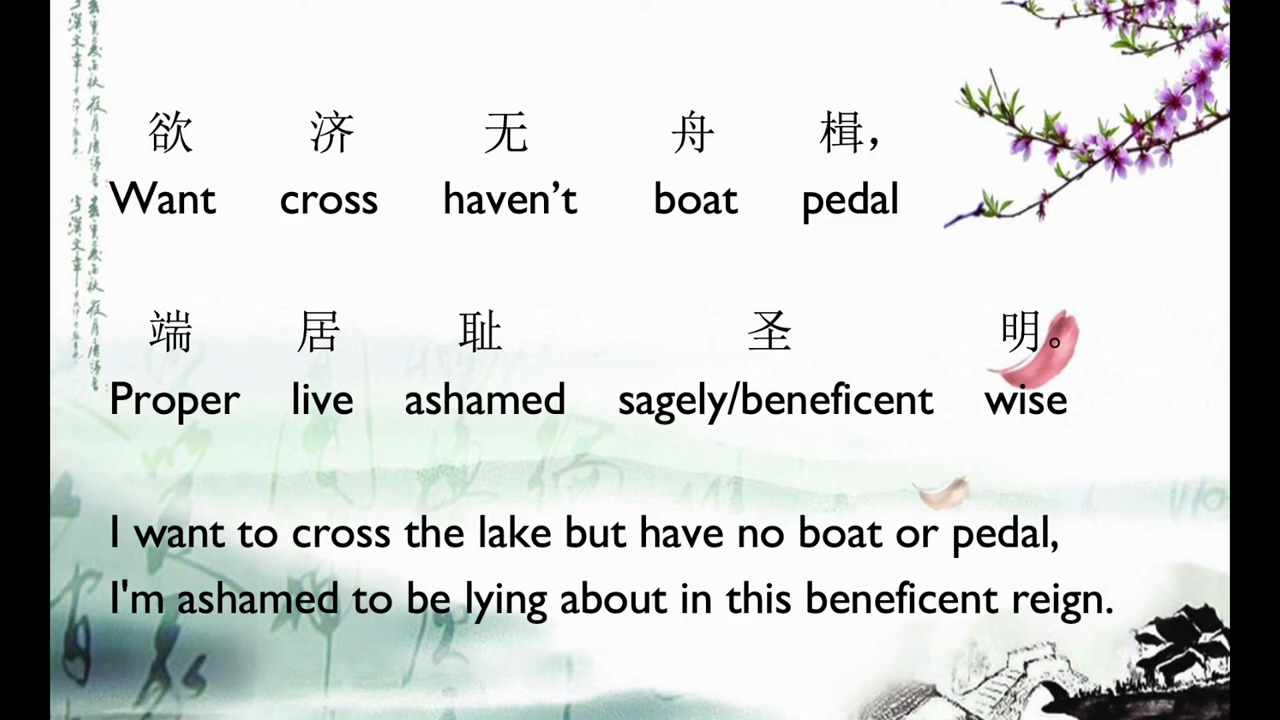 欲 济 无 舟 楫，
Want cross haven't boat pedal
端 居 耻 圣 明。
Proper live ashamed sagely/beneficent wise
I want to cross the lake but have no boat or pedal,
I'm ashamed to be lying about in this beneficent reign.